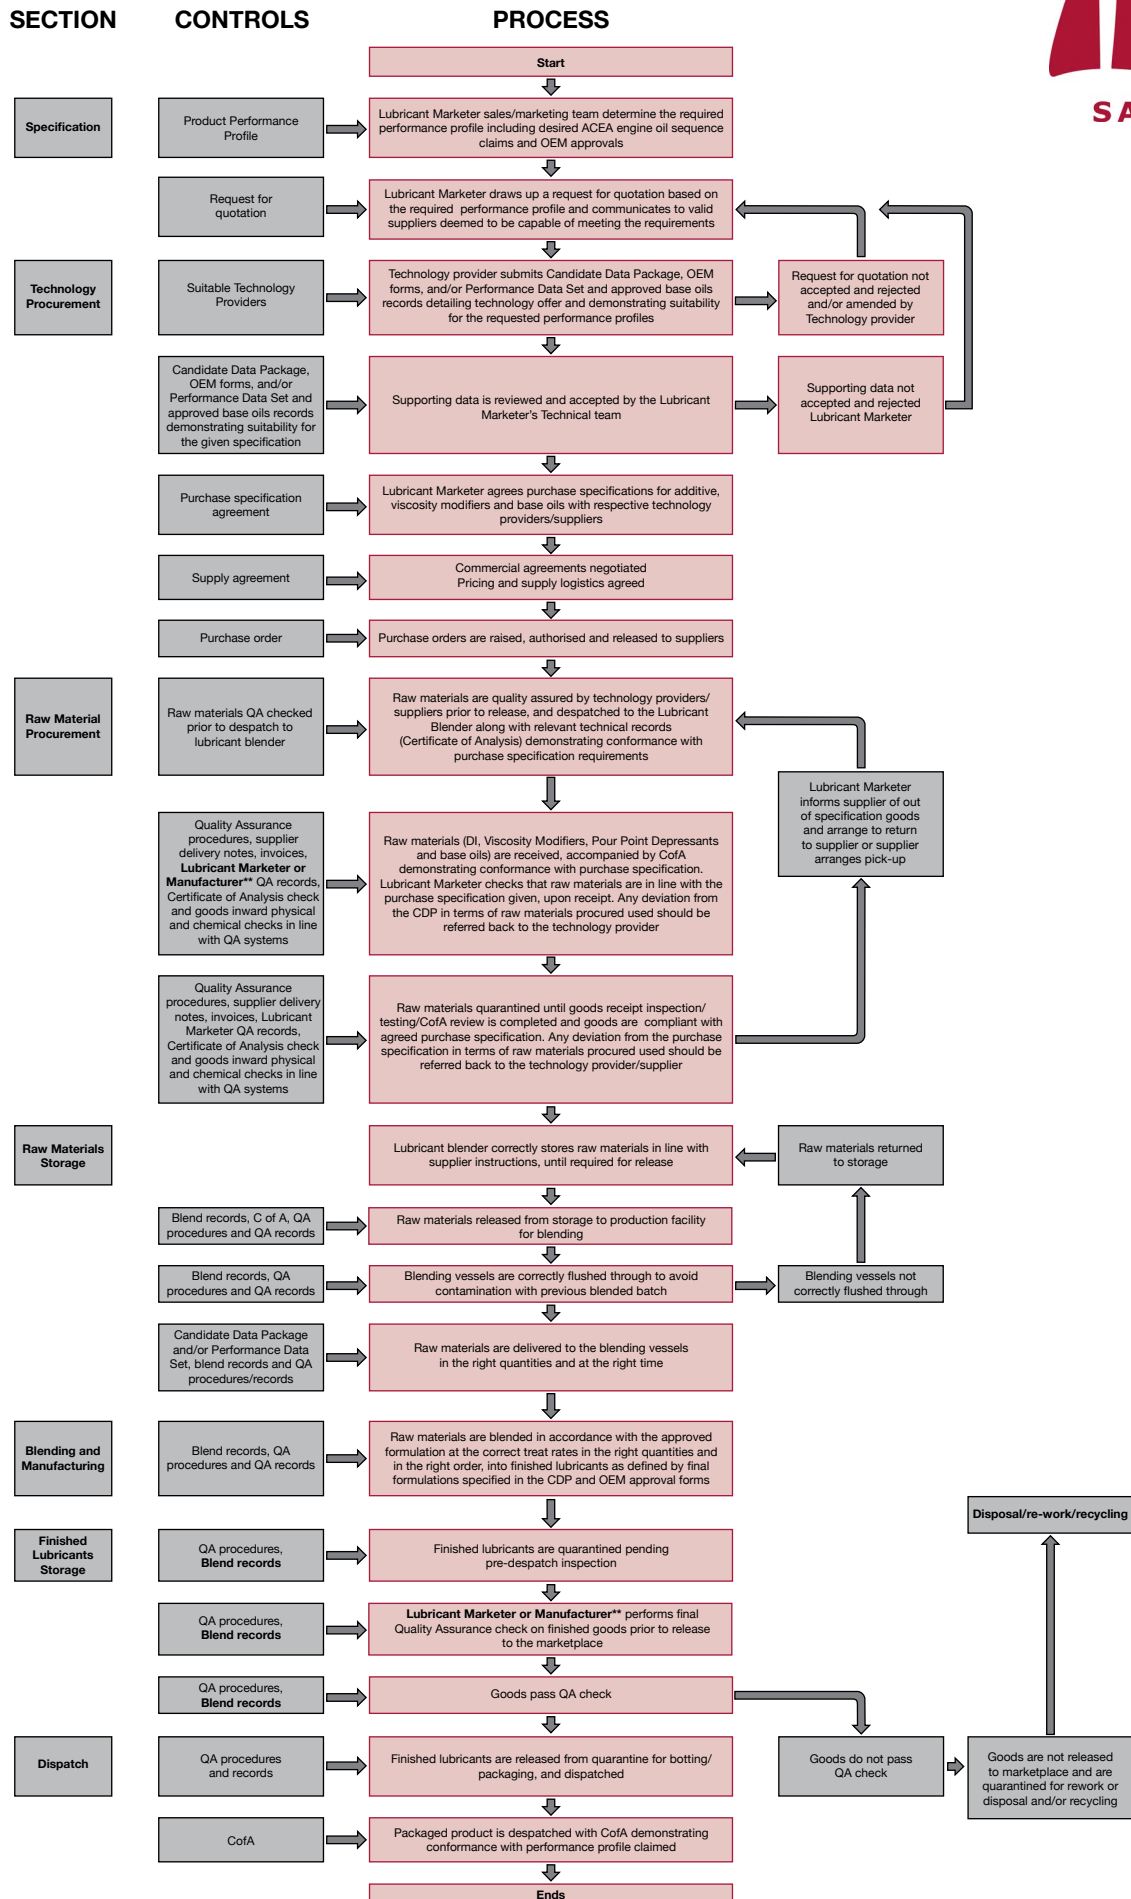 SECTION
CONTROLS
PROCESS
SA
Start
Specification
Product Performance
Profile
Lubricant Marketer sales/marketing team determine the required
performance profile including desired ACEA engine oil sequence
claims and OEM approvals
Request for
quotation
Lubricant Marketer draws up a request for quotation based on
the required performance profile and communicates to valid
suppliers deemed to be capable of meeting the requirements
Technology
Procurement
Suitable Technology
Providers
Technology provider submits Candidate Data Package, OEM
forms, and/or Performance Data Set and approved base oils
records detailing technology offer and demonstrating suitability
for the requested performance profiles
Request for quotation not
accepted and rejected
and/or amended by
Technology provider
Candidate Data Package,
OEM forms, and/or
Performance Data Set and
approved base oils records
demonstrating suitability for
the given specification
Supporting data is reviewed and accepted by the Lubricant
Marketer's Technical team
Supporting data not
accepted and rejected
Lubricant Marketer
Purchase specification
agreement
Lubricant Marketer agrees purchase specifications for additive,
viscosity modifiers and base oils with respective technology
providers/suppliers
Supply agreement
Commercial agreements negotiated
Pricing and supply logistics agreed
Purchase order
Purchase orders are raised, authorised and released to suppliers
Raw Material
Procurement
Raw materials QA checked
prior to despatch to
lubricant blender
Raw materials are quality assured by technology providers/
suppliers prior to release, and despatched to the Lubricant
Blender along with relevant technical records
(Certificate of Analysis) demonstrating conformance with
purchase specification requirements
Lubricant Marketer
informs supplier of out
of specification goods
and arrange to return
to supplier or supplier
arranges pick-up
Quality Assurance
procedures, supplier
delivery notes, invoices,
Lubricant Marketer or
Manufacturer** QA records,
Certificate of Analysis check
and goods inward physical
and chemical checks in line
with QA systems
Raw materials (DI, Viscosity Modifiers, Pour Point Depressants
and base oils) are received, accompanied by CofA
demonstrating conformance with purchase specification.
Lubricant Marketer checks that raw materials are in line with the
purchase specification given, upon receipt. Any deviation from
the CDP in terms of raw materials procured used should be
referred back to the technology provider
Quality Assurance
procedures, supplier delivery
notes, invoices, Lubricant
Marketer QA records,
Certificate of Analysis check
and goods inward physical
and chemical checks in line
with QA systems
Raw materials quarantined until goods receipt inspection/
testing/CofA review is completed and goods are compliant with
agreed purchase specification. Any deviation from the purchase
specification in terms of raw materials procured used should be
referred back to the technology provider/supplier
Raw Materials
Storage
Lubricant blender correctly stores raw materials in line with
supplier instructions, until required for release
Raw materials returned
to storage
Blend records, C of A, QA
procedures and QA records
Raw materials released from storage to production facility
for blending
Blend records, QA
procedures and QA records
Blending vessels are correctly flushed through to avoid
contamination with previous blended batch
Blending vessels not
correctly flushed through
Candidate Data Package
and/or Performance Data
Set, blend records and QA
procedures/records
Raw materials are delivered to the blending vessels
in the right quantities and at the right time
Blending and
Manufacturing
Blend records, QA
procedures and QA records
Raw materials are blended in accordance with the approved
formulation at the correct treat rates in the right quantities and
in the right order, into finished lubricants as defined by final
formulations specified in the CDP and OEM approval forms
Disposal/re-work/recycling
Finished
Lubricants
Storage
QA procedures,
Blend records
Finished lubricants are quarantined pending
pre-despatch inspection
QA procedures,
Blend records
Lubricant Marketer or Manufacturer** performs final
Quality Assurance check on finished goods prior to release
to the marketplace
QA procedures,
Blend records
Goods pass QA check
Dispatch
QA procedures
and records
Finished lubricants are released from quarantine for botting/
packaging, and dispatched
Goods do not pass
QA check
Goods are not released
to marketplace and are
quarantined for rework or
disposal and/or recycling
CofA
Packaged product is despatched with CofA demonstrating
conformance with performance profile claimed
Ends